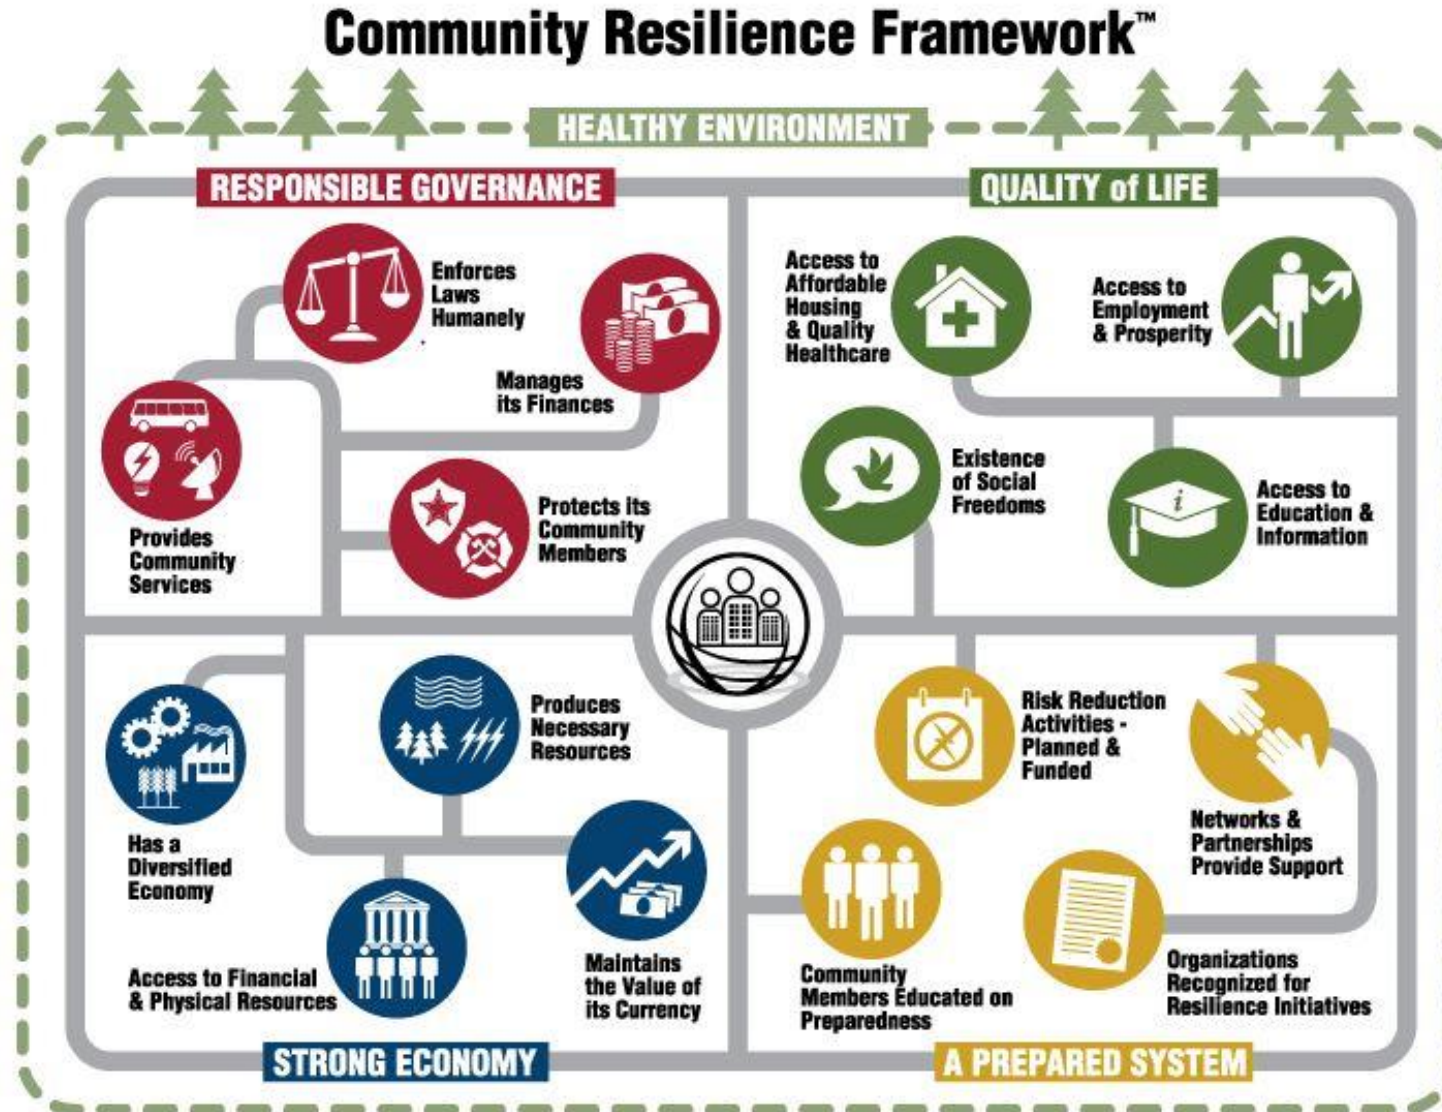 Community Resilience Framework™
HEALTHY ENVIRONMENT
RESPONSIBLE GOVERNANCE
Enforces
Laws
Humanely
Manages
its Finances
Provides
Community
Services
Protects its
Community
Members
QUALITY of LIFE
Access to
Affordable
Housing
& Quality
Healthcare
Access to
Employment
& Prosperity
Existence
of Social
Freedoms
i
Access to
Education &
Information
Produces
Necessary
Resources
Has a
Diversified
Economy
Access to Financial
& Physical Resources
Maintains
the Value of
its Currency
STRONG ECONOMY
Risk Reduction
Activities -
Planned &
Funded
Networks &
Partnerships
Provide Support
Community
Members Educated on
Preparedness
Organizations
Recognized for
Resilience Initiatives
A PREPARED SYSTEM